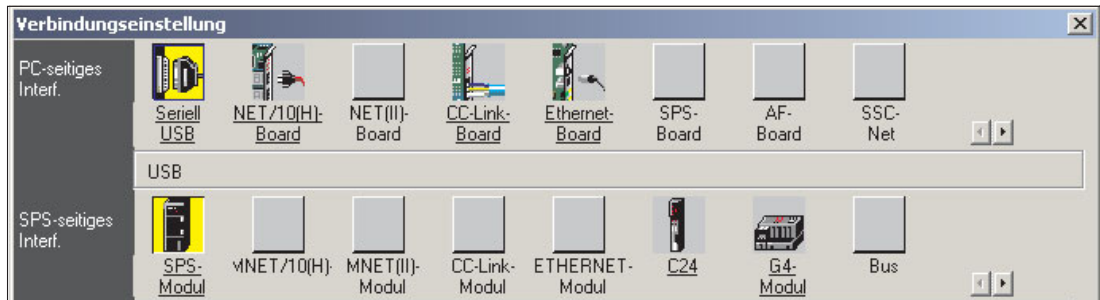 Verbindungseinstellung
PC-seitiges
Interf.
Seriell
USB
NET/10(H)-
Board
NET(II)-
Board
CC-Link-
Board
Ethernet-
Board
SPS-
Board
AF-
Board
SSC-
Net
USB
SPS-seitiges
Interf.
SPS-
Modul
MNET/10(H)-
MNET(II)-
Modul
CC-Link-
Modul
ETHERNET-
Modul
C24
G4-
Modul
Bus